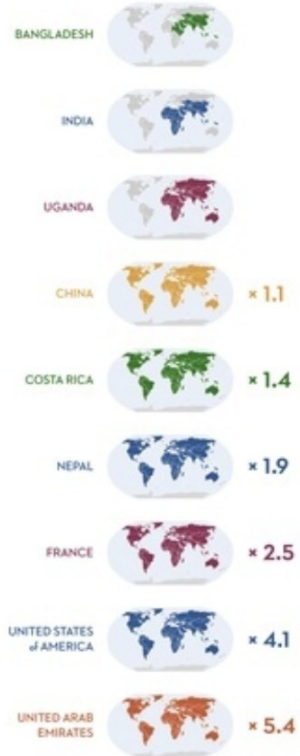 BANGLADESH
INDIA
UGANDA
CHINA × 1.1
COSTA RICA × 1.4
NEPAL × 1.9
FRANCE × 2.5
UNITED STATES
of AMERICA × 4.1
UNITED ARAB
EMIRATES × 5.4